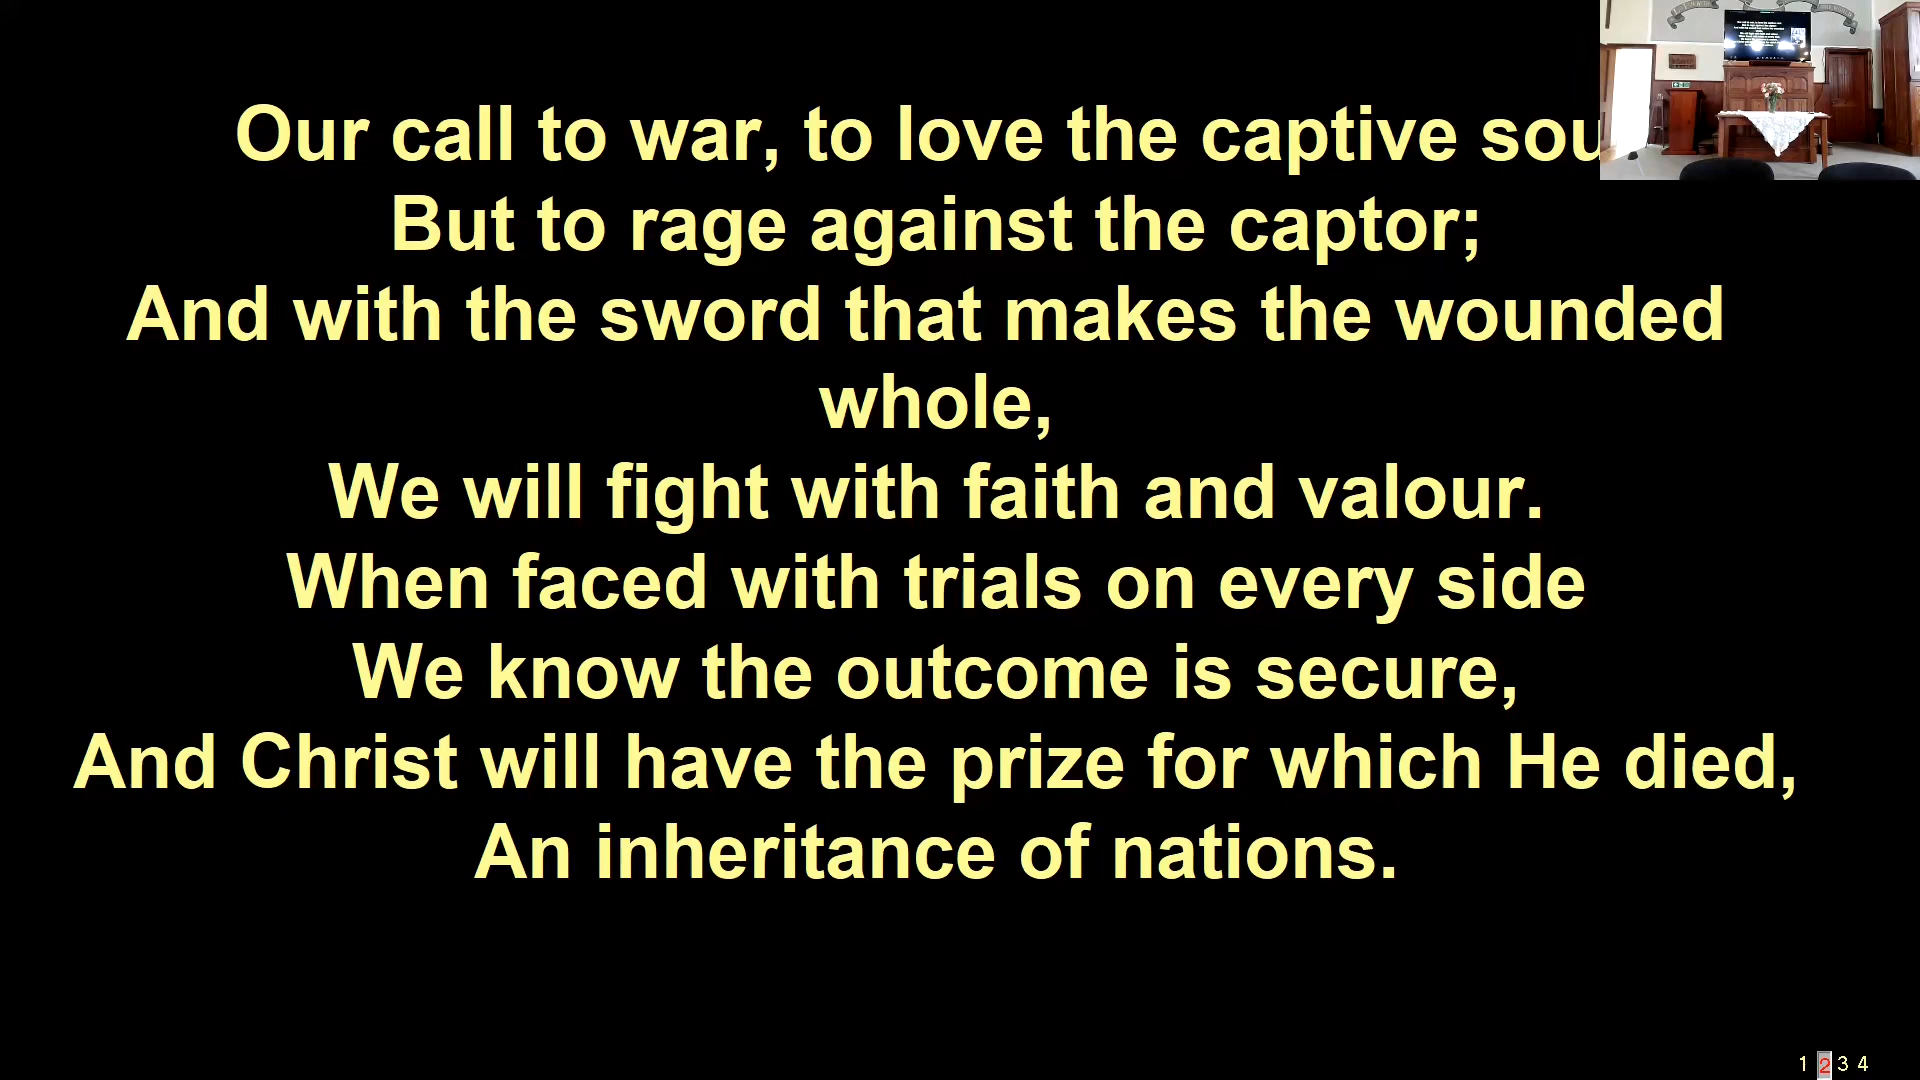 Our call to war, to love the captive sou
But to rage against the captor;
And with the sword that makes the wounded
whole,
We will fight with faith and valour.
When faced with trials on every side
We know the outcome is secure,
And Christ will have the prize for which He died,
An inheritance of nations.
1 2 3 4